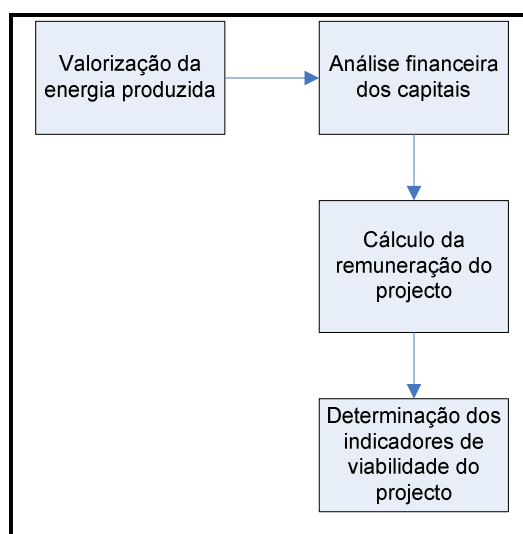 Valorização da
energia produzida
Análise financeira
dos capitais
Cálculo da
remuneração do
projecto
Determinação dos
indicadores de
viabilidade do
projecto